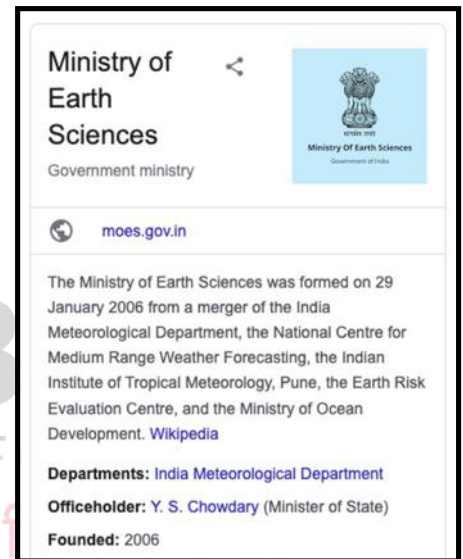 Ministry of
Earth
Sciences
Government ministry
सत्यमेव जयते
Ministry Of Earth Sciences
Government of India
moes.gov.in
The Ministry of Earth Sciences was formed on 29
January 2006 from a merger of the India
Meteorological Department, the National Centre for
Medium Range Weather Forecasting, the Indian
Institute of Tropical Meteorology, Pune, the Earth Risk
Evaluation Centre, and the Ministry of Ocean
Development. Wikipedia
Departments: India Meteorological Department
Officeholder: Y. S. Chowdary (Minister of State)
Founded: 2006